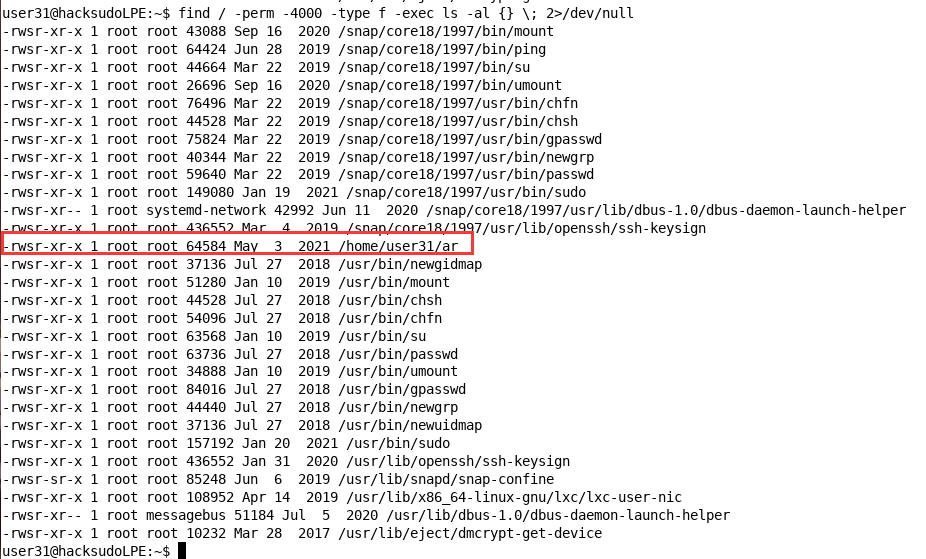 user31@hacksudoLPE:~$ find / -perm -4000 -type f -exec ls -al {} \; 2>/dev/null
-rwsr-xr-x 1 root root 43088 Sep 16  2020 /snap/core18/1997/bin/mount
-rwsr-xr-x 1 root root 64424 Jun 28  2019 /snap/core18/1997/bin/ping
-rwsr-xr-x 1 root root 44664 Mar 22  2019 /snap/core18/1997/bin/su
-rwsr-xr-x 1 root root 26696 Sep 16  2020 /snap/core18/1997/bin/umount
-rwsr-xr-x 1 root root 76496 Mar 22  2019 /snap/core18/1997/usr/bin/chfn
-rwsr-xr-x 1 root root 44528 Mar 22  2019 /snap/core18/1997/usr/bin/chsh
-rwsr-xr-x 1 root root 75824 Mar 22  2019 /snap/core18/1997/usr/bin/gpasswd
-rwsr-xr-x 1 root root 40344 Mar 22  2019 /snap/core18/1997/usr/bin/newgrp
-rwsr-xr-x 1 root root 59640 Mar 22  2019 /snap/core18/1997/usr/bin/passwd
-rwsr-xr-x 1 root root 149080 Jan 19  2021 /snap/core18/1997/usr/bin/sudo
-rwsr-xr-- 1 root systemd-network 42992 Jun 11  2020 /snap/core18/1997/usr/lib/dbus-1.0/dbus-daemon-launch-helper
-rwsr-xr-x 1 root root 436552 Mar  4  2019 /snap/core18/1997/usr/lib/openssh/ssh-keysign
-rwsr-xr-x 1 root root 64584 May  3  2021 /home/user31/ar
-rwsr-xr-x 1 root root 37136 Jul 27  2018 /usr/bin/newgidmap
-rwsr-xr-x 1 root root 51280 Jan 10  2019 /usr/bin/mount
-rwsr-xr-x 1 root root 44528 Jul 27  2018 /usr/bin/chsh
-rwsr-xr-x 1 root root 54096 Jul 27  2018 /usr/bin/chfn
-rwsr-xr-x 1 root root 63568 Jan 10  2019 /usr/bin/su
-rwsr-xr-x 1 root root 63736 Jul 27  2018 /usr/bin/passwd
-rwsr-xr-x 1 root root 34888 Jan 10  2019 /usr/bin/umount
-rwsr-xr-x 1 root root 84016 Jul 27  2018 /usr/bin/gpasswd
-rwsr-xr-x 1 root root 44440 Jul 27  2018 /usr/bin/newgrp
-rwsr-xr-x 1 root root 37136 Jul 27  2018 /usr/bin/newuidmap
-rwsr-xr-x 1 root root 157192 Jan 20  2021 /usr/bin/sudo
-rwsr-xr-x 1 root root 436552 Jan 31  2020 /usr/lib/openssh/ssh-keysign
-rwsr-sr-x 1 root root 85248 Jun  6  2019 /usr/lib/snapd/snap-confine
-rwsr-xr-x 1 root root 108952 Apr 14  2019 /usr/lib/x86_64-linux-gnu/lxc/lxc-user-nic
-rwsr-xr-- 1 root messagebus 51184 Jul  5  2020 /usr/lib/dbus-1.0/dbus-daemon-launch-helper
-rwsr-xr-x 1 root root 10232 Mar 28  2017 /usr/lib/eject/dmcrypt-get-device
user31@hacksudoLPE:~$